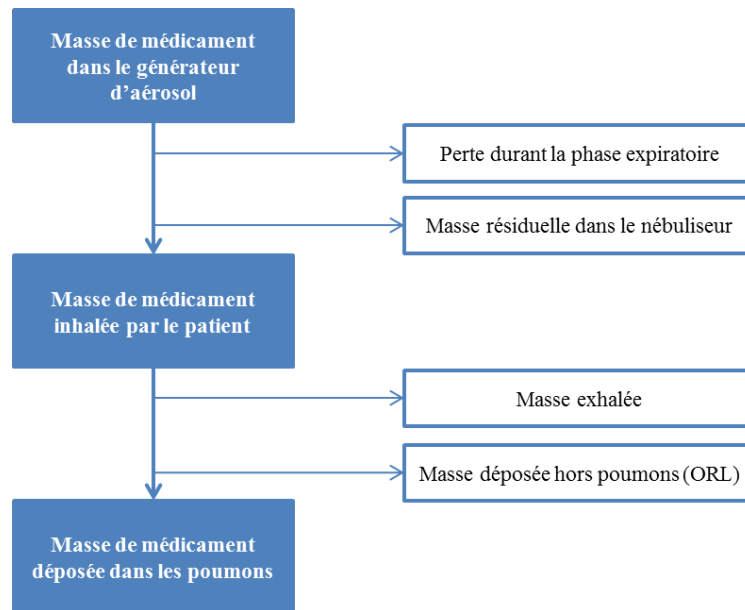 Masse de médicament
dans le générateur
d’aérosol
Perte durant la phase expiratoire
Masse résiduelle dans le nébuliseur
Masse de médicament
inhalée par le patient
Masse exhalée
Masse déposée hors poumons (ORL)
Masse de médicament
déposée dans les poumons